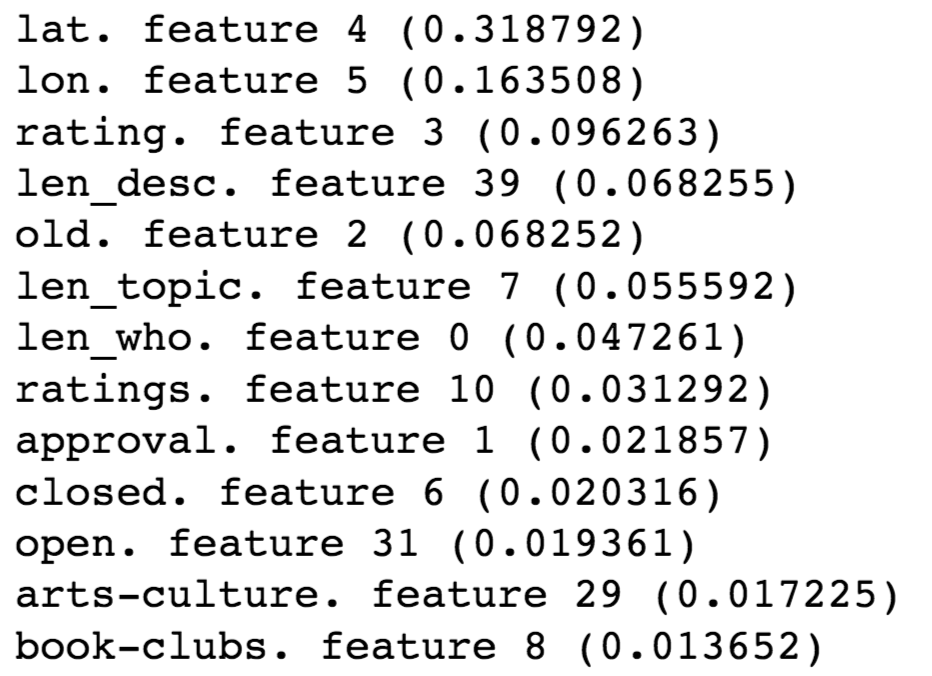 lat. feature 4 (0.318792)
lon. feature 5 (0.163508)
rating. feature 3 (0.096263)
len_desc. feature 39 (0.068255)
old. feature 2 (0.068252)
len_topic. feature 7 (0.055592)
len_who. feature 0 (0.047261)
ratings. feature 10 (0.031292)
approval. feature 1 (0.021857)
closed. feature 6 (0.020316)
open. feature 31 (0.019361)
arts-culture. feature 29 (0.017225)
book-clubs. feature 8 (0.013652)